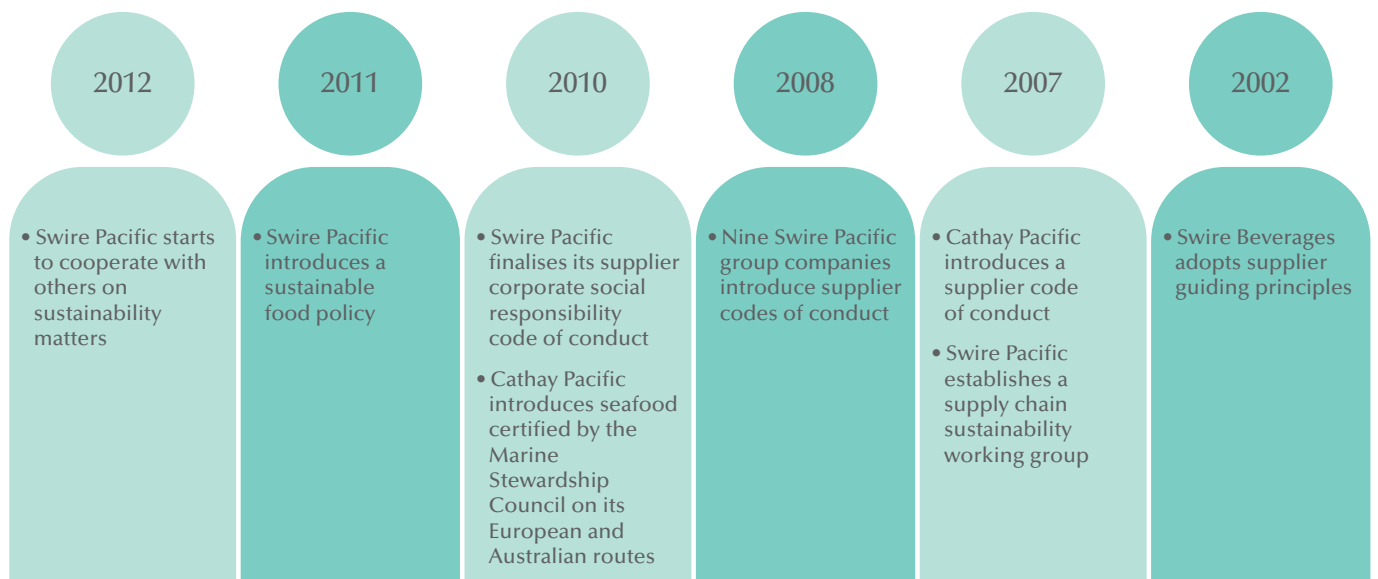 2012
2011
2010
2008
2007
2002
• Swire Pacific starts
to cooperate with
others on
sustainability
matters
• Swire Pacific
introduces a
sustainable
food policy
• Swire Pacific
finalises its supplier
corporate social
responsibility
code of conduct
• Cathay Pacific
introduces seafood
certified by the
Marine
Stewardship
Council on its
European and
Australian routes
• Nine Swire Pacific
group companies
introduce supplier
codes of conduct
• Cathay Pacific
introduces a
supplier code
of conduct
• Swire Pacific
establishes a
supply chain
sustainability
working group
• Swire Beverages
adopts supplier
guiding principles